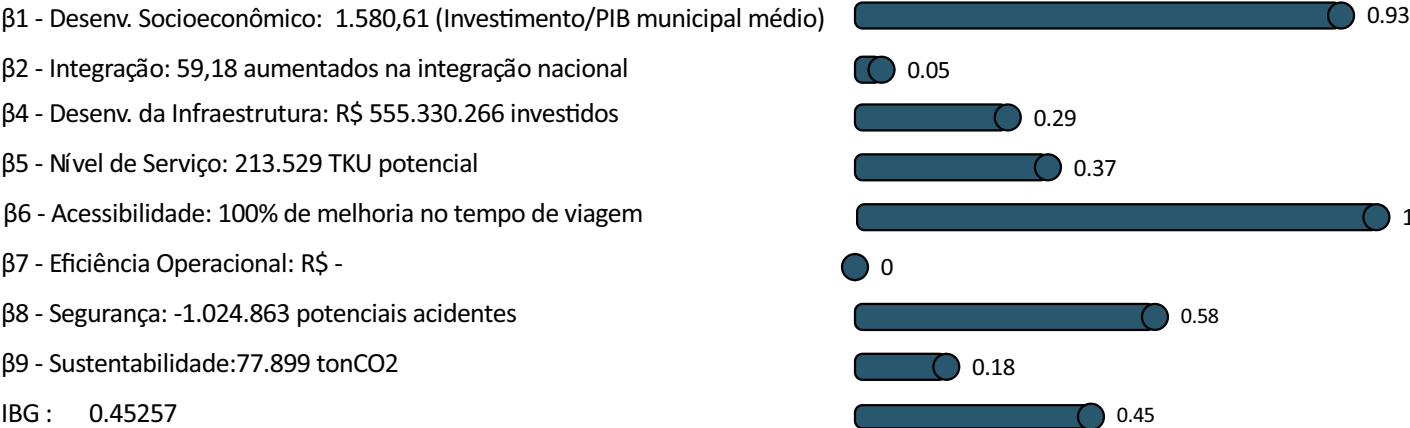 β1 - Desenv. Socioeconômico: 1.580,61 (Investimento/PIB municipal médio) 0.93
β2 - Integração: 59,18 aumentados na integração nacional 0.05
β4 - Desenv. da Infraestrutura: R$ 555.330.266 investidos 0.29
β5 - Nível de Serviço: 213.529 TKU potencial 0.37
β6 - Acessibilidade: 100% de melhoria no tempo de viagem 1
β7 - Eficiência Operacional: R$ - 0
β8 - Segurança: -1.024.863 potenciais acidentes 0.58
β9 - Sustentabilidade:77.899 tonCO2 0.18
IBG : 0.45257 0.45